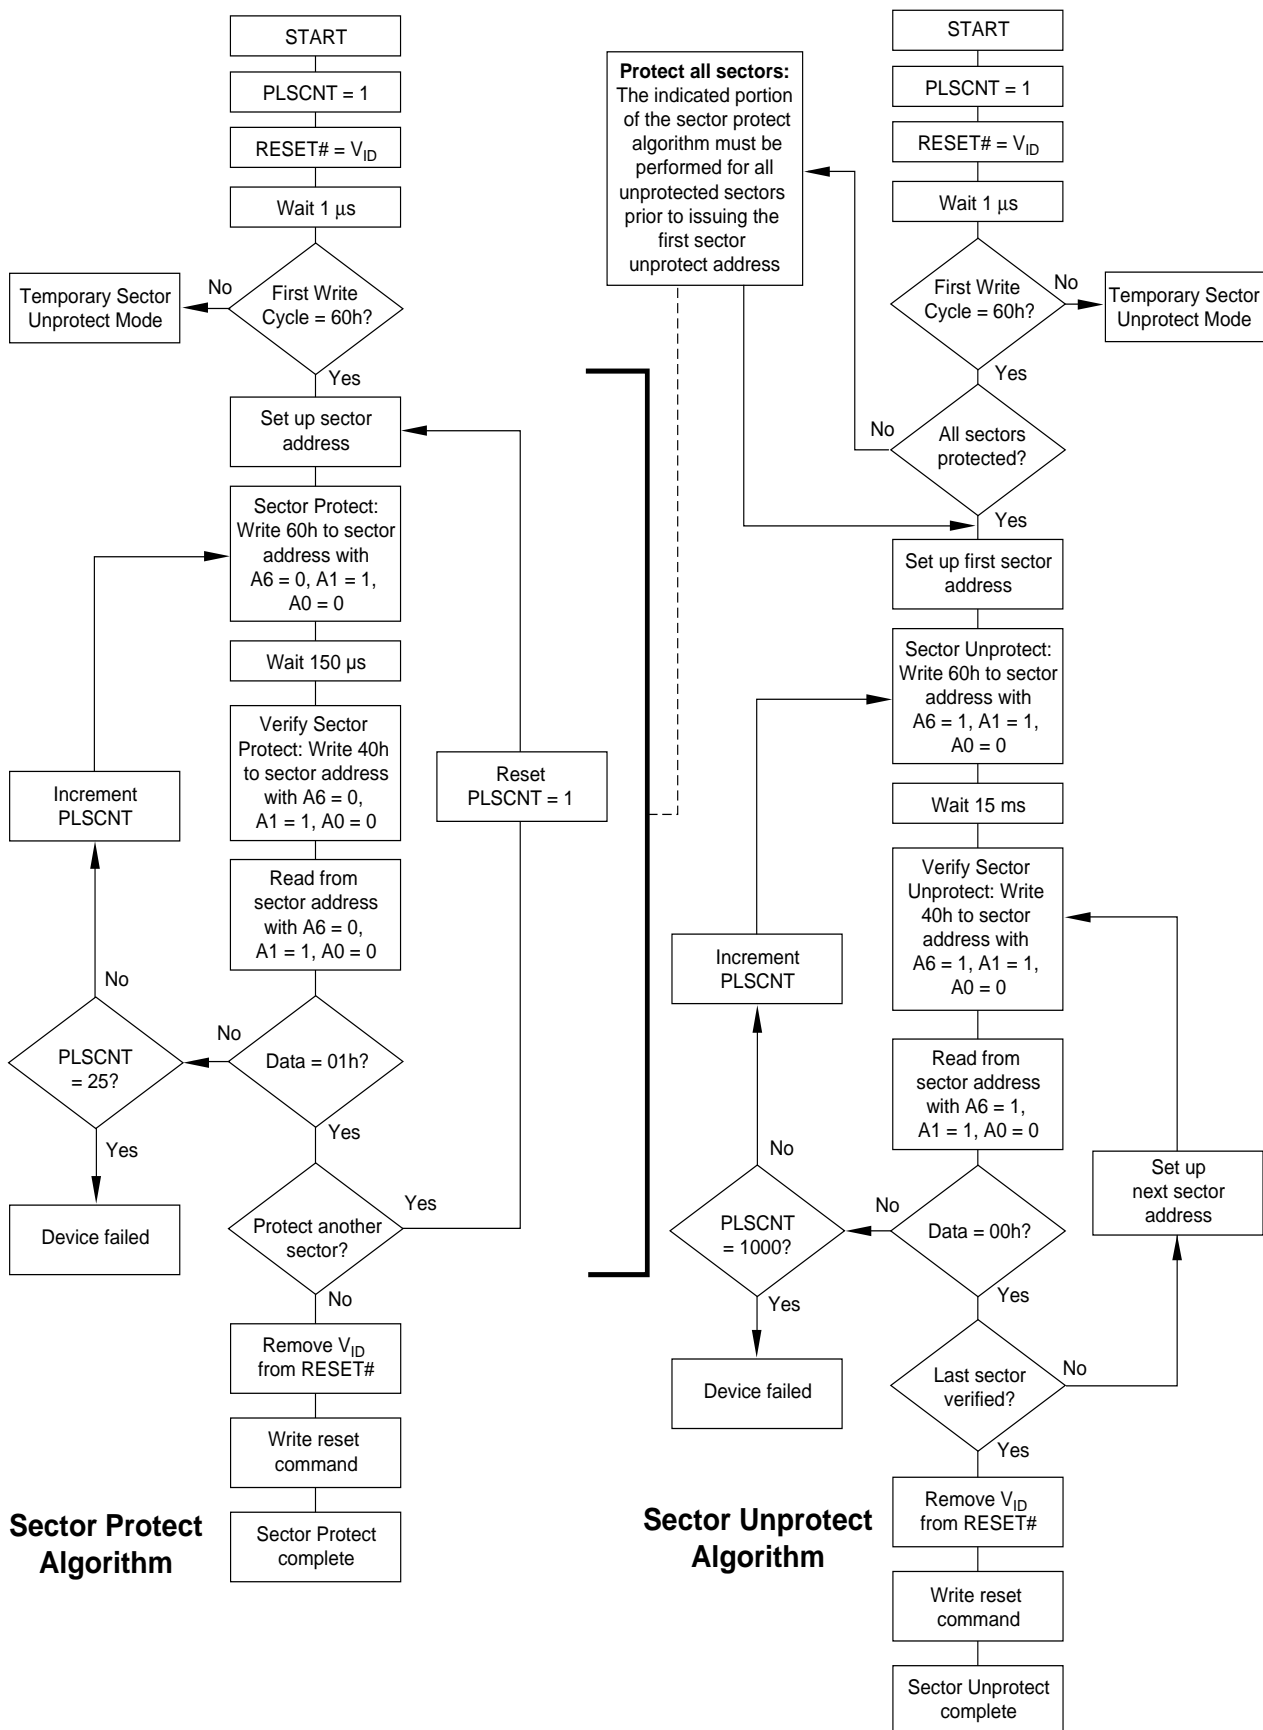 START
PLSCNT = 1
RESET# = VID
Wait 1 μs
First Write
Cycle = 60h?
No
Temporary Sector
Unprotect Mode
Yes
Set up sector
address
Sector Protect:
Write 60h to sector
address with
A6 = 0, A1 = 1,
A0 = 0
Wait 150 µs
Verify Sector
Protect: Write 40h
to sector address
with A6 = 0,
A1 = 1, A0 = 0
Read from
sector address
with A6 = 0,
A1 = 1, A0 = 0
Data = 01h?
No
PLSCNT
= 25?
No
Increment
PLSCNT
Yes
Device failed
Yes
Protect another
sector?
Yes
Reset
PLSCNT = 1
No
Remove VID
from RESET#
Write reset
command
Sector Protect
complete
Sector Protect
Algorithm
Protect all sectors:
The indicated portion
of the sector protect
algorithm must be
performed for all
unprotected sectors
prior to issuing the
first sector
unprotect address
START
PLSCNT = 1
RESET# = VID
Wait 1 μs
First Write
Cycle = 60h?
No
Temporary Sector
Unprotect Mode
Yes
All sectors
protected?
No
Yes
Set up first sector
address
Sector Unprotect:
Write 60h to sector
address with
A6 = 1, A1 = 1,
A0 = 0
Wait 15 ms
Verify Sector
Unprotect: Write
40h to sector
address with
A6 = 1, A1 = 1,
A0 = 0
Read from
sector address
with A6 = 1,
A1 = 1, A0 = 0
Data = 00h?
No
PLSCNT
= 1000?
No
Increment
PLSCNT
Yes
Device failed
Yes
Last sector
verified?
No
Set up
next sector
address
Yes
Remove VID
from RESET#
Write reset
command
Sector Unprotect
complete
Sector Unprotect
Algorithm